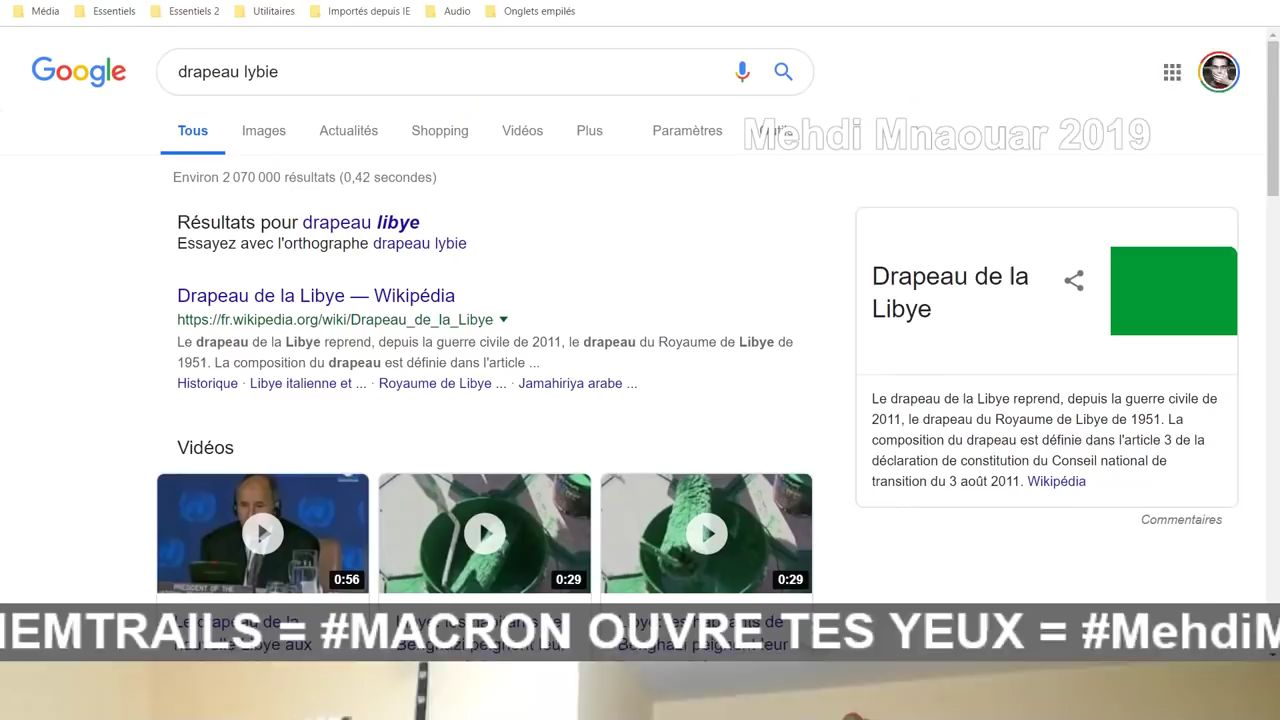 Média Essentiels Essentiels 2 Utilitaires Importés depuis IE Audio Onglets empilés
Google
drapeau lybie
Tous Images Actualités Shopping Vidéos Plus Paramètres
Mehdi Mnaouar 2019
Environ 2 070 000 résultats (0,42 secondes)
Résultats pour drapeau libye
Essayez avec l'orthographe drapeau lybie
Drapeau de la Libye — Wikipédia
https://fr.wikipedia.org/wiki/Drapeau_de_la_Libye
Le drapeau de la Libye reprend, depuis la guerre civile de 2011, le drapeau du Royaume de Libye de
1951. La composition du drapeau est définie dans l'article ...
Historique · Libye italienne et ... · Royaume de Libye ... · Jamahiriya arabe ...
Vidéos
0:56
0:29
0:29
PRESIDENT OF THE
Drapeau de la
Libye
Le drapeau de la Libye reprend, depuis la guerre civile de
2011, le drapeau du Royaume de Libye de 1951. La
composition du drapeau est définie dans l'article 3 de la
déclaration de constitution du Conseil national de
transition du 3 août 2011. Wikipédia
Commentaires
HEMTRAILS = #MACRON OUVRE TES YEUX = #MehdiM